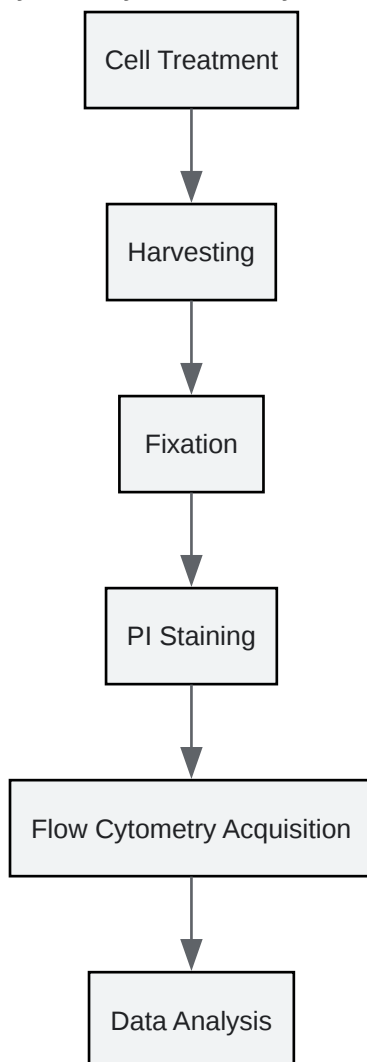 Cell Treatment
Harvesting
Fixation
PI Staining
Flow Cytometry Acquisition
Data Analysis